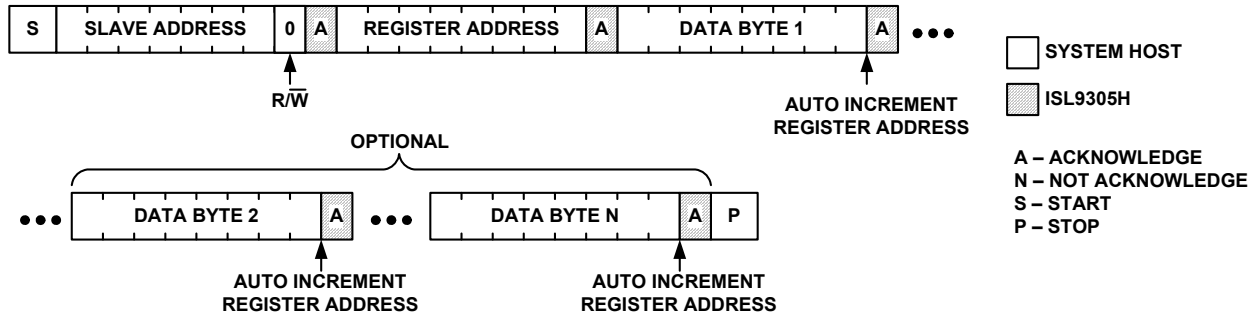 S SLAVE ADDRESS 0 A REGISTER ADDRESS A DATA BYTE 1 A •••
R/W̅
AUTO INCREMENT
REGISTER ADDRESS
SYSTEM HOST
ISL9305H
A – ACKNOWLEDGE
N – NOT ACKNOWLEDGE
S – START
P – STOP
OPTIONAL
••• DATA BYTE 2 A ••• DATA BYTE N A P
AUTO INCREMENT
REGISTER ADDRESS
AUTO INCREMENT
REGISTER ADDRESS